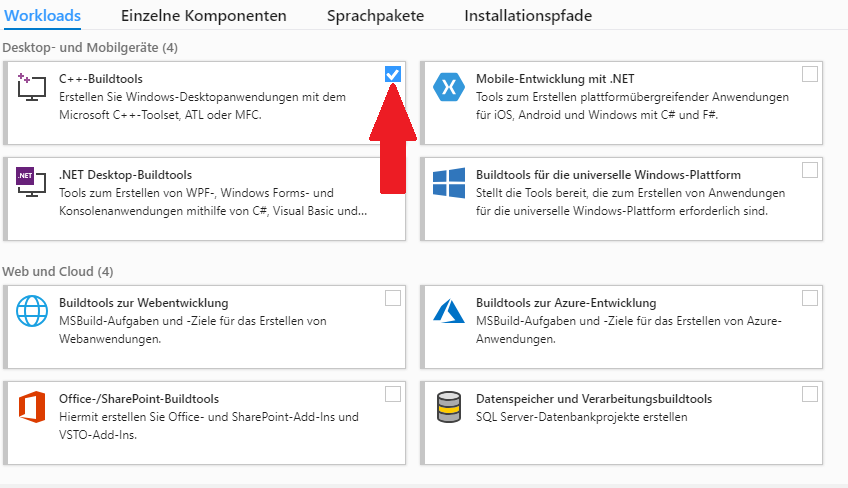 Workloads Einzelne Komponenten Sprachpakete Installationspfade
Desktop- und Mobilgeräte (4)
C++-Buildtools
Erstellen Sie Windows-Desktopanwendungen mit dem
Microsoft C++-Toolset, ATL oder MFC.
Mobile-Entwicklung mit .NET
Tools zum Erstellen plattformübergreifender Anwendungen
für iOS, Android und Windows mit C# und F#.
.NET
.NET Desktop-Buildtools
Tools zum Erstellen von WPF-, Windows Forms- und
Konsolenanwendungen mithilfe von C#, Visual Basic und...
Buildtools für die universelle Windows-Plattform
Stellt die Tools bereit, die zum Erstellen von Anwendungen
für die universelle Windows-Plattform erforderlich sind.
Web und Cloud (4)
Buildtools zur Webentwicklung
MSBuild-Aufgaben und -Ziele für das Erstellen von
Webanwendungen.
Buildtools zur Azure-Entwicklung
MSBuild-Aufgaben und -Ziele für das Erstellen von Azure-
Anwendungen.
Office-/SharePoint-Buildtools
Hiermit erstellen Sie Office- und SharePoint-Add-Ins und
VSTO-Add-Ins.
Datenspeicher und Verarbeitungsbuildtools
SQL Server-Datenbankprojekte erstellen